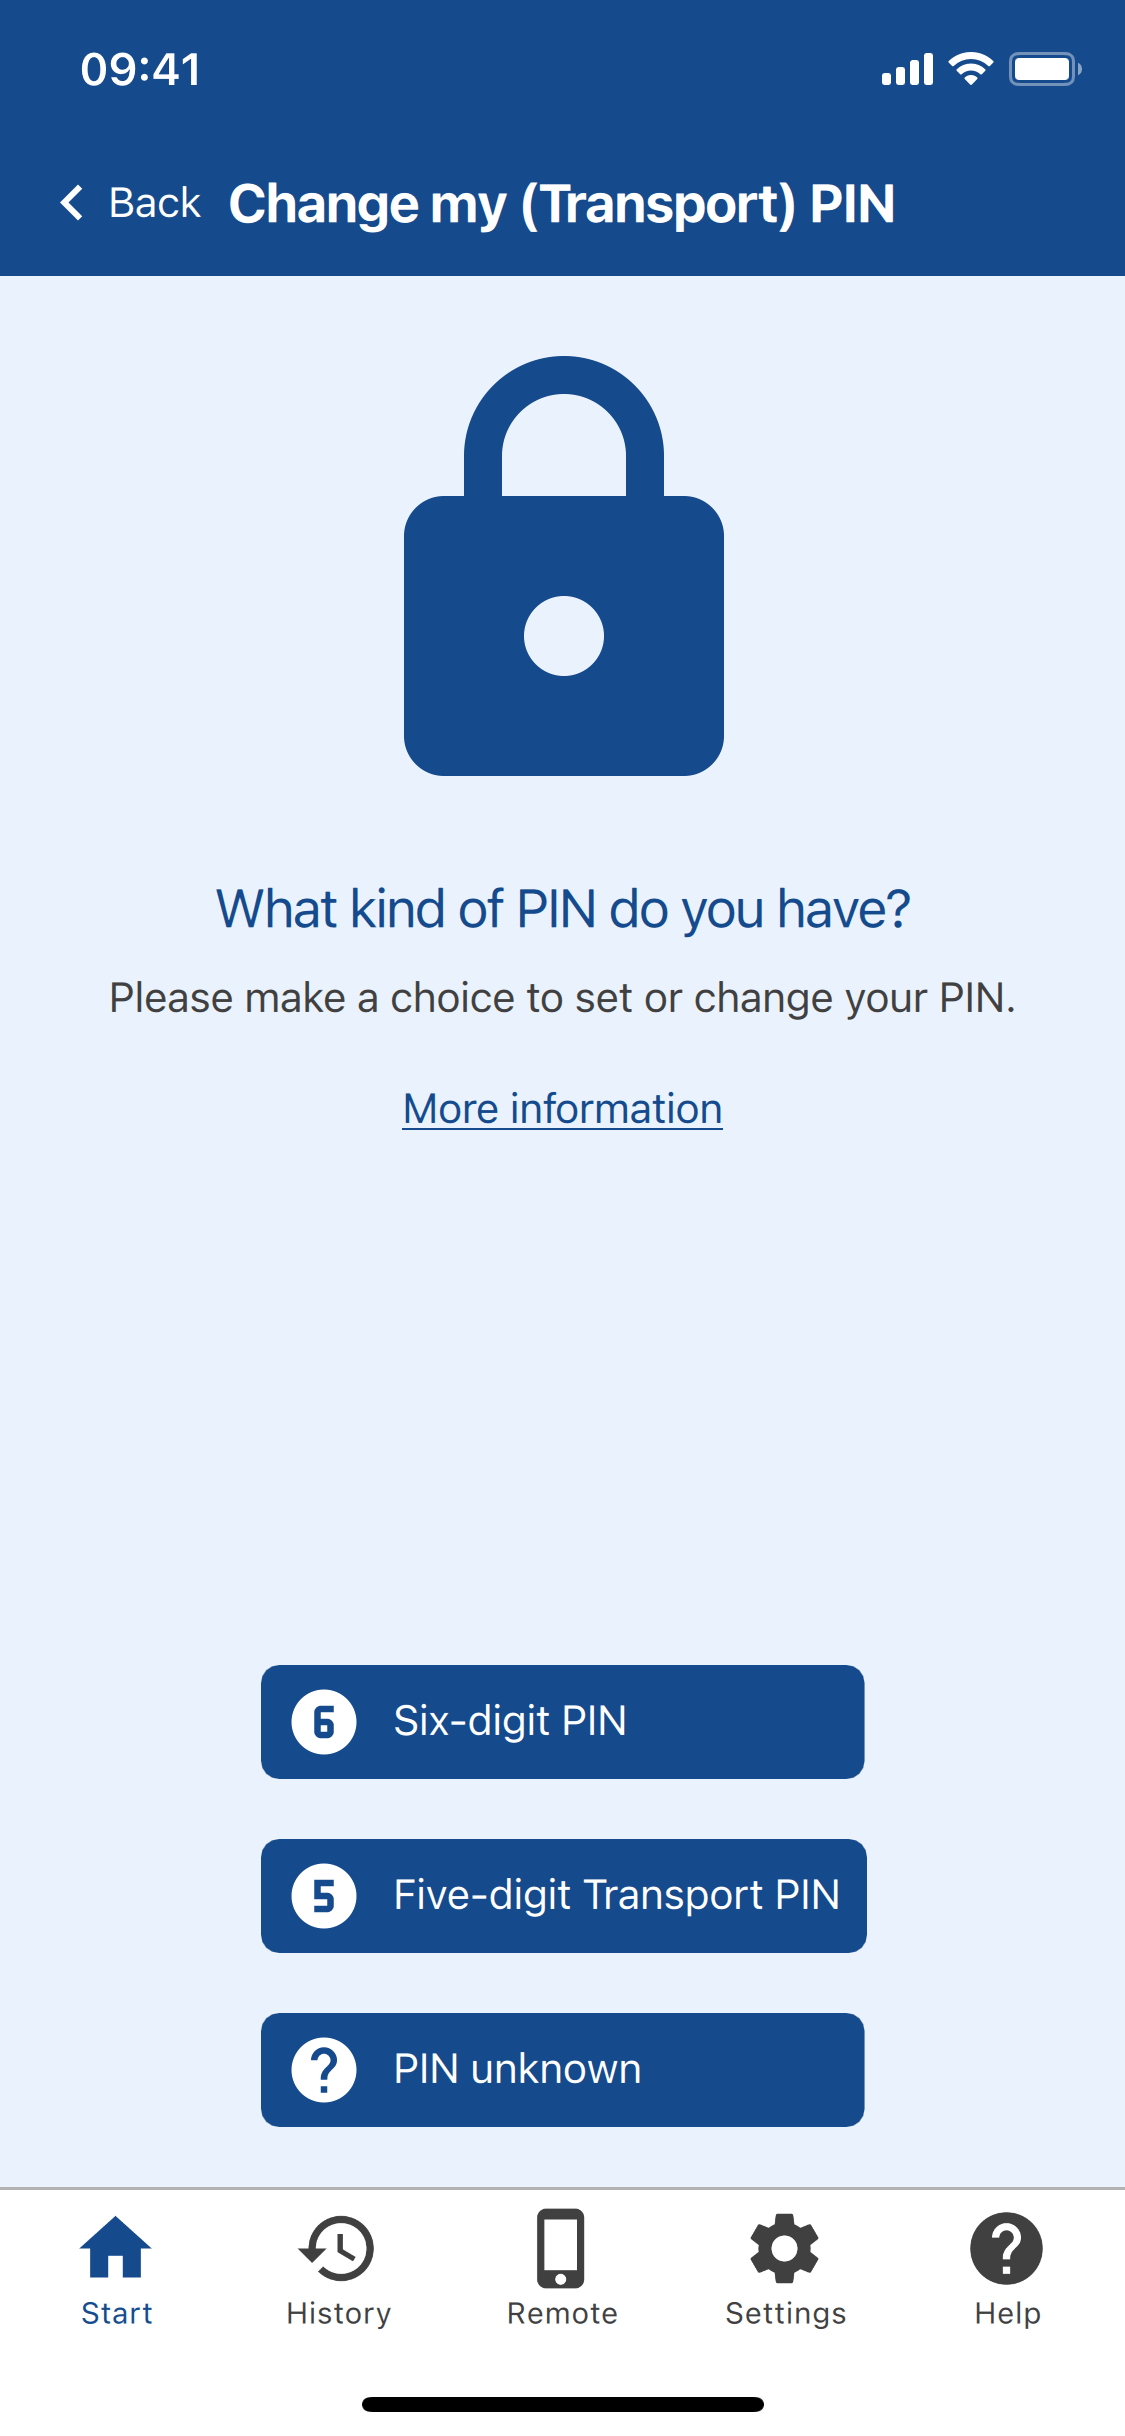 09:41
Back Change my (Transport) PIN
What kind of PIN do you have?
Please make a choice to set or change your PIN.
More information
6 Six-digit PIN
5 Five-digit Transport PIN
? PIN unknown
Start History Remote Settings Help